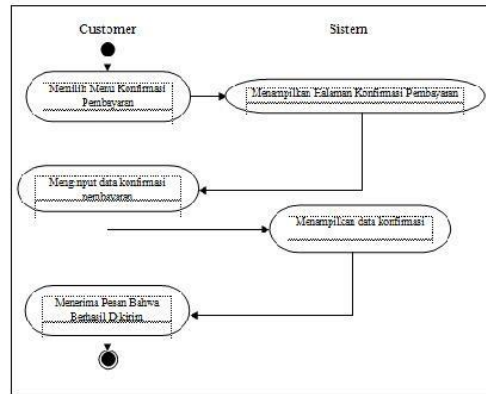 Customer
Sistem
Memilih Menu Konfirmasi
Pembayaran
Menampilkan Halaman Konfirmasi Pembayaran
Menginput data konfirmasi
pembayaran
Menampilkan data konfirmasi
Menerima Pesan Bahwa
Berhasil Dikirim